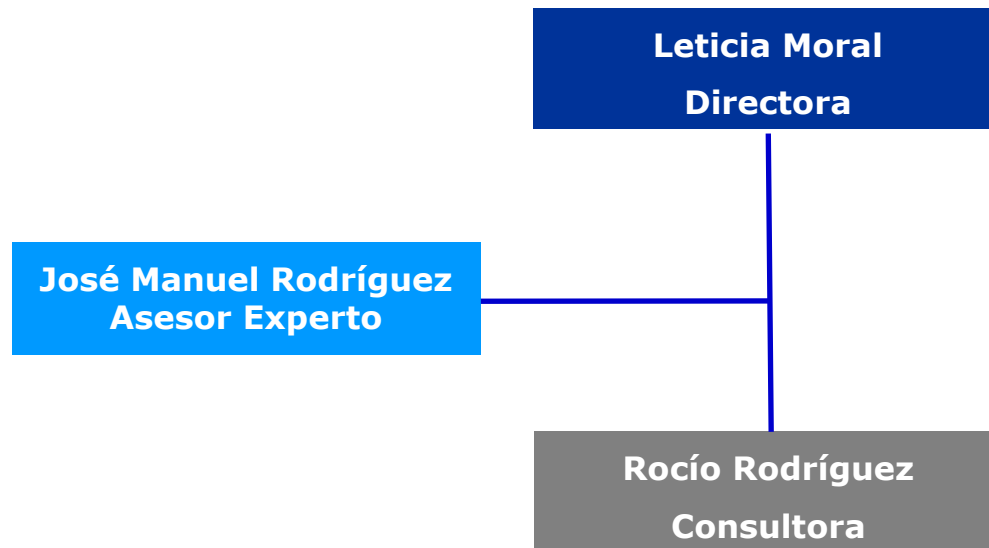 Leticia Moral
Directora
José Manuel Rodríguez
Asesor Experto
Rocío Rodríguez
Consultora